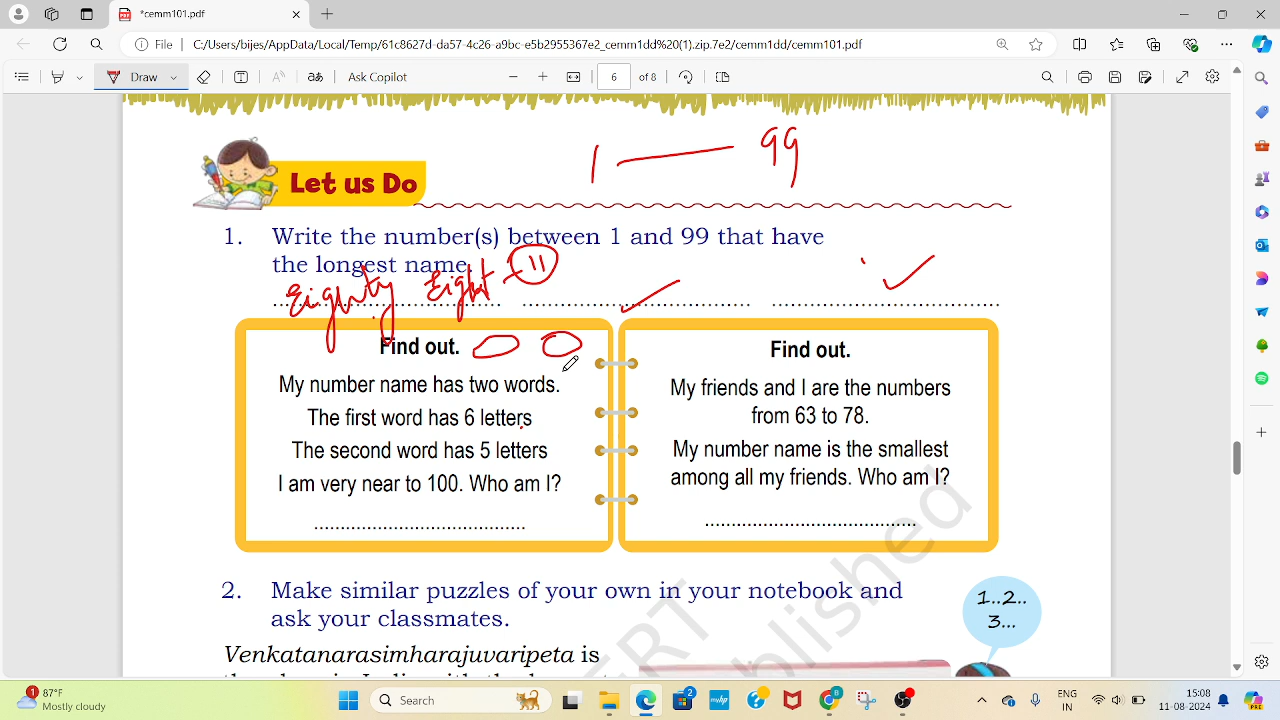 *cemm101.pdf
File
C:/Users/bijes/AppData/Local/Temp/61c8627d-da57-4c26-a9bc-e5b2955367e2_cemm1dd%20(1).zip.7e2/cemm1dd/cemm101.pdf
Draw
Ask Copilot
6 of 8
1 — 99
Let us Do
1. Write the number(s) between 1 and 99 that have
the longest name
Eighty Eight - 11
Find out.
My number name has two words.
The first word has 6 letters
The second word has 5 letters
I am very near to 100. Who am I?
Find out.
My friends and I are the numbers
from 63 to 78.
My number name is the smallest
among all my friends. Who am I?
2. Make similar puzzles of your own in your notebook and
ask your classmates.
1..2..
3...
Venkatanarasimharajuvaripeta is
87°F
Mostly cloudy
Search
ENG
IN
15:08
11-08-2024